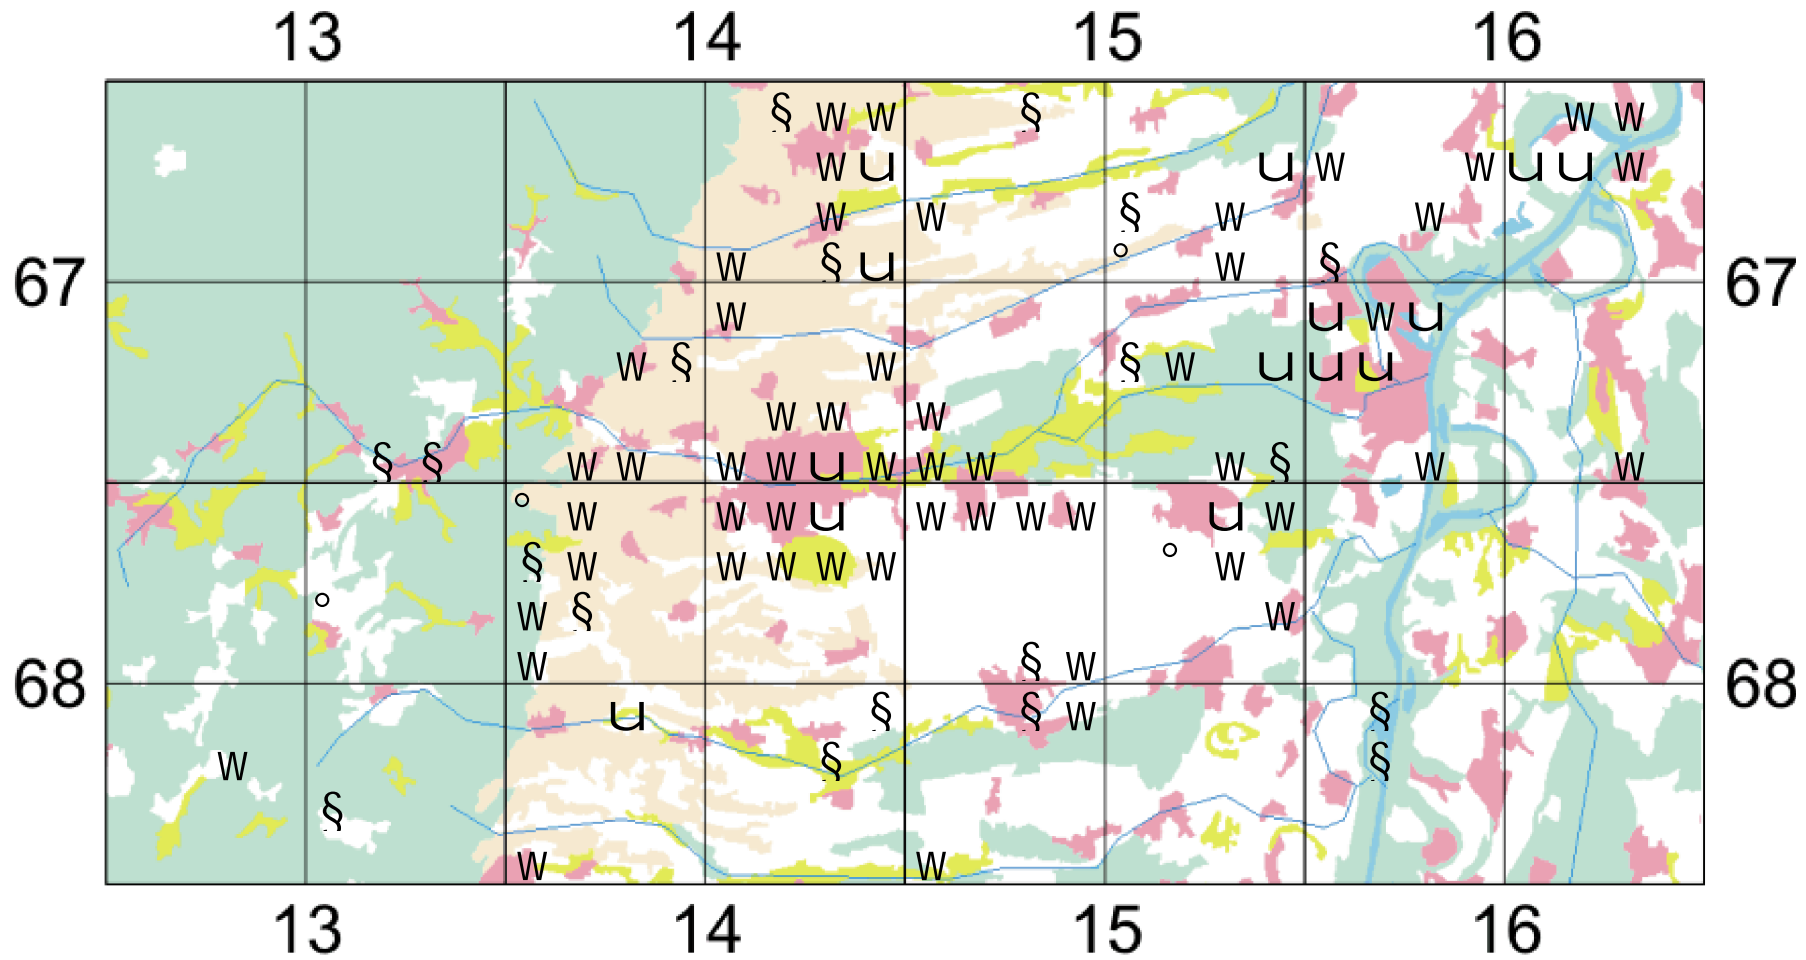 13 14 15 16
§ w w § w w
w u u w w u u w
w w § w w
° 
67 w § u w § 67
w u w u
w § w § w u u u
w w w
§ § w w w w u w w w w § w w
°
w w w u w w w w u w
°
§ w w w w w w
°
w § w
w § w
68 68
u § § w §
§ §
w
§
w w
13 14 15 16